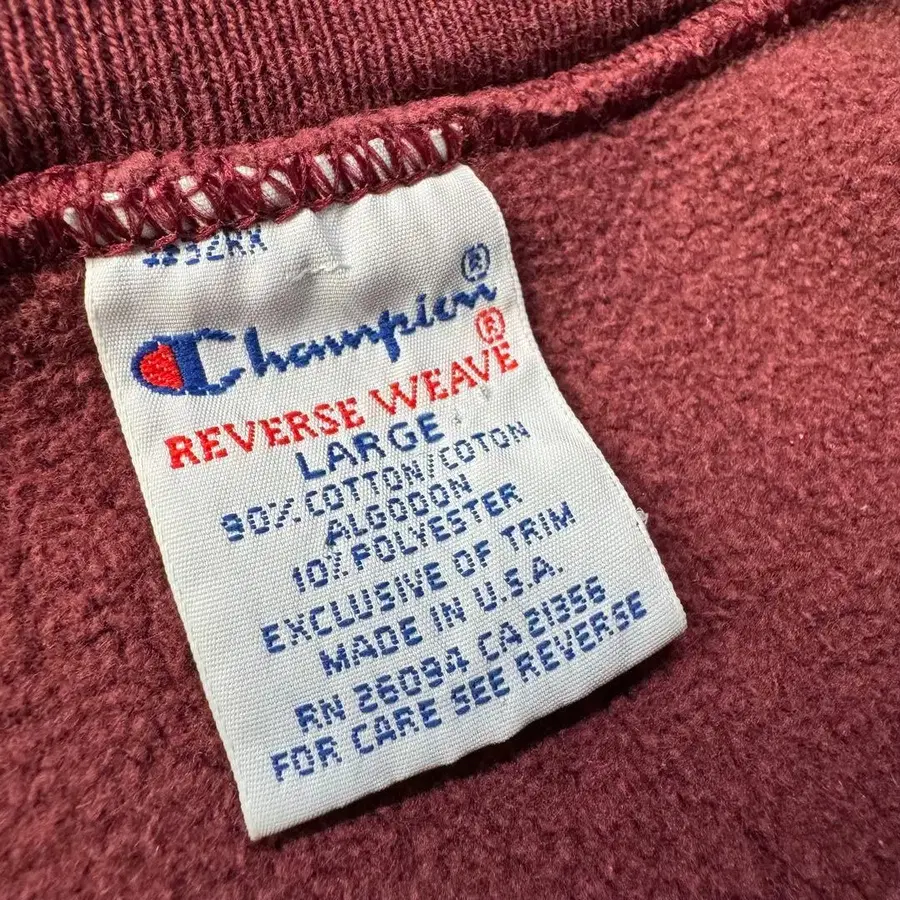 Champion®
REVERSE WEAVE®
LARGE
90% COTTON/COTON
ALGODON
10% POLYESTER
EXCLUSIVE OF TRIM
MADE IN U.S.A.
RN 26094 CA 21356
FOR CARE SEE REVERSE